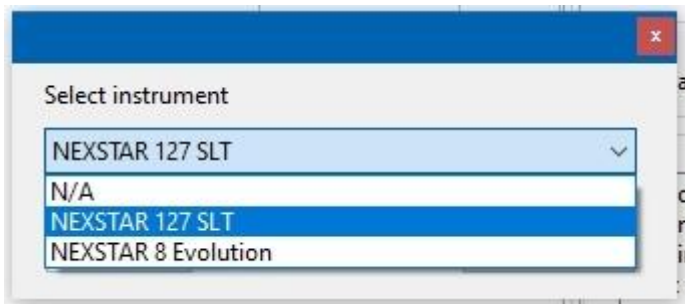 Select instrument
NEXSTAR 127 SLT
N/A
NEXSTAR 127 SLT
NEXSTAR 8 Evolution